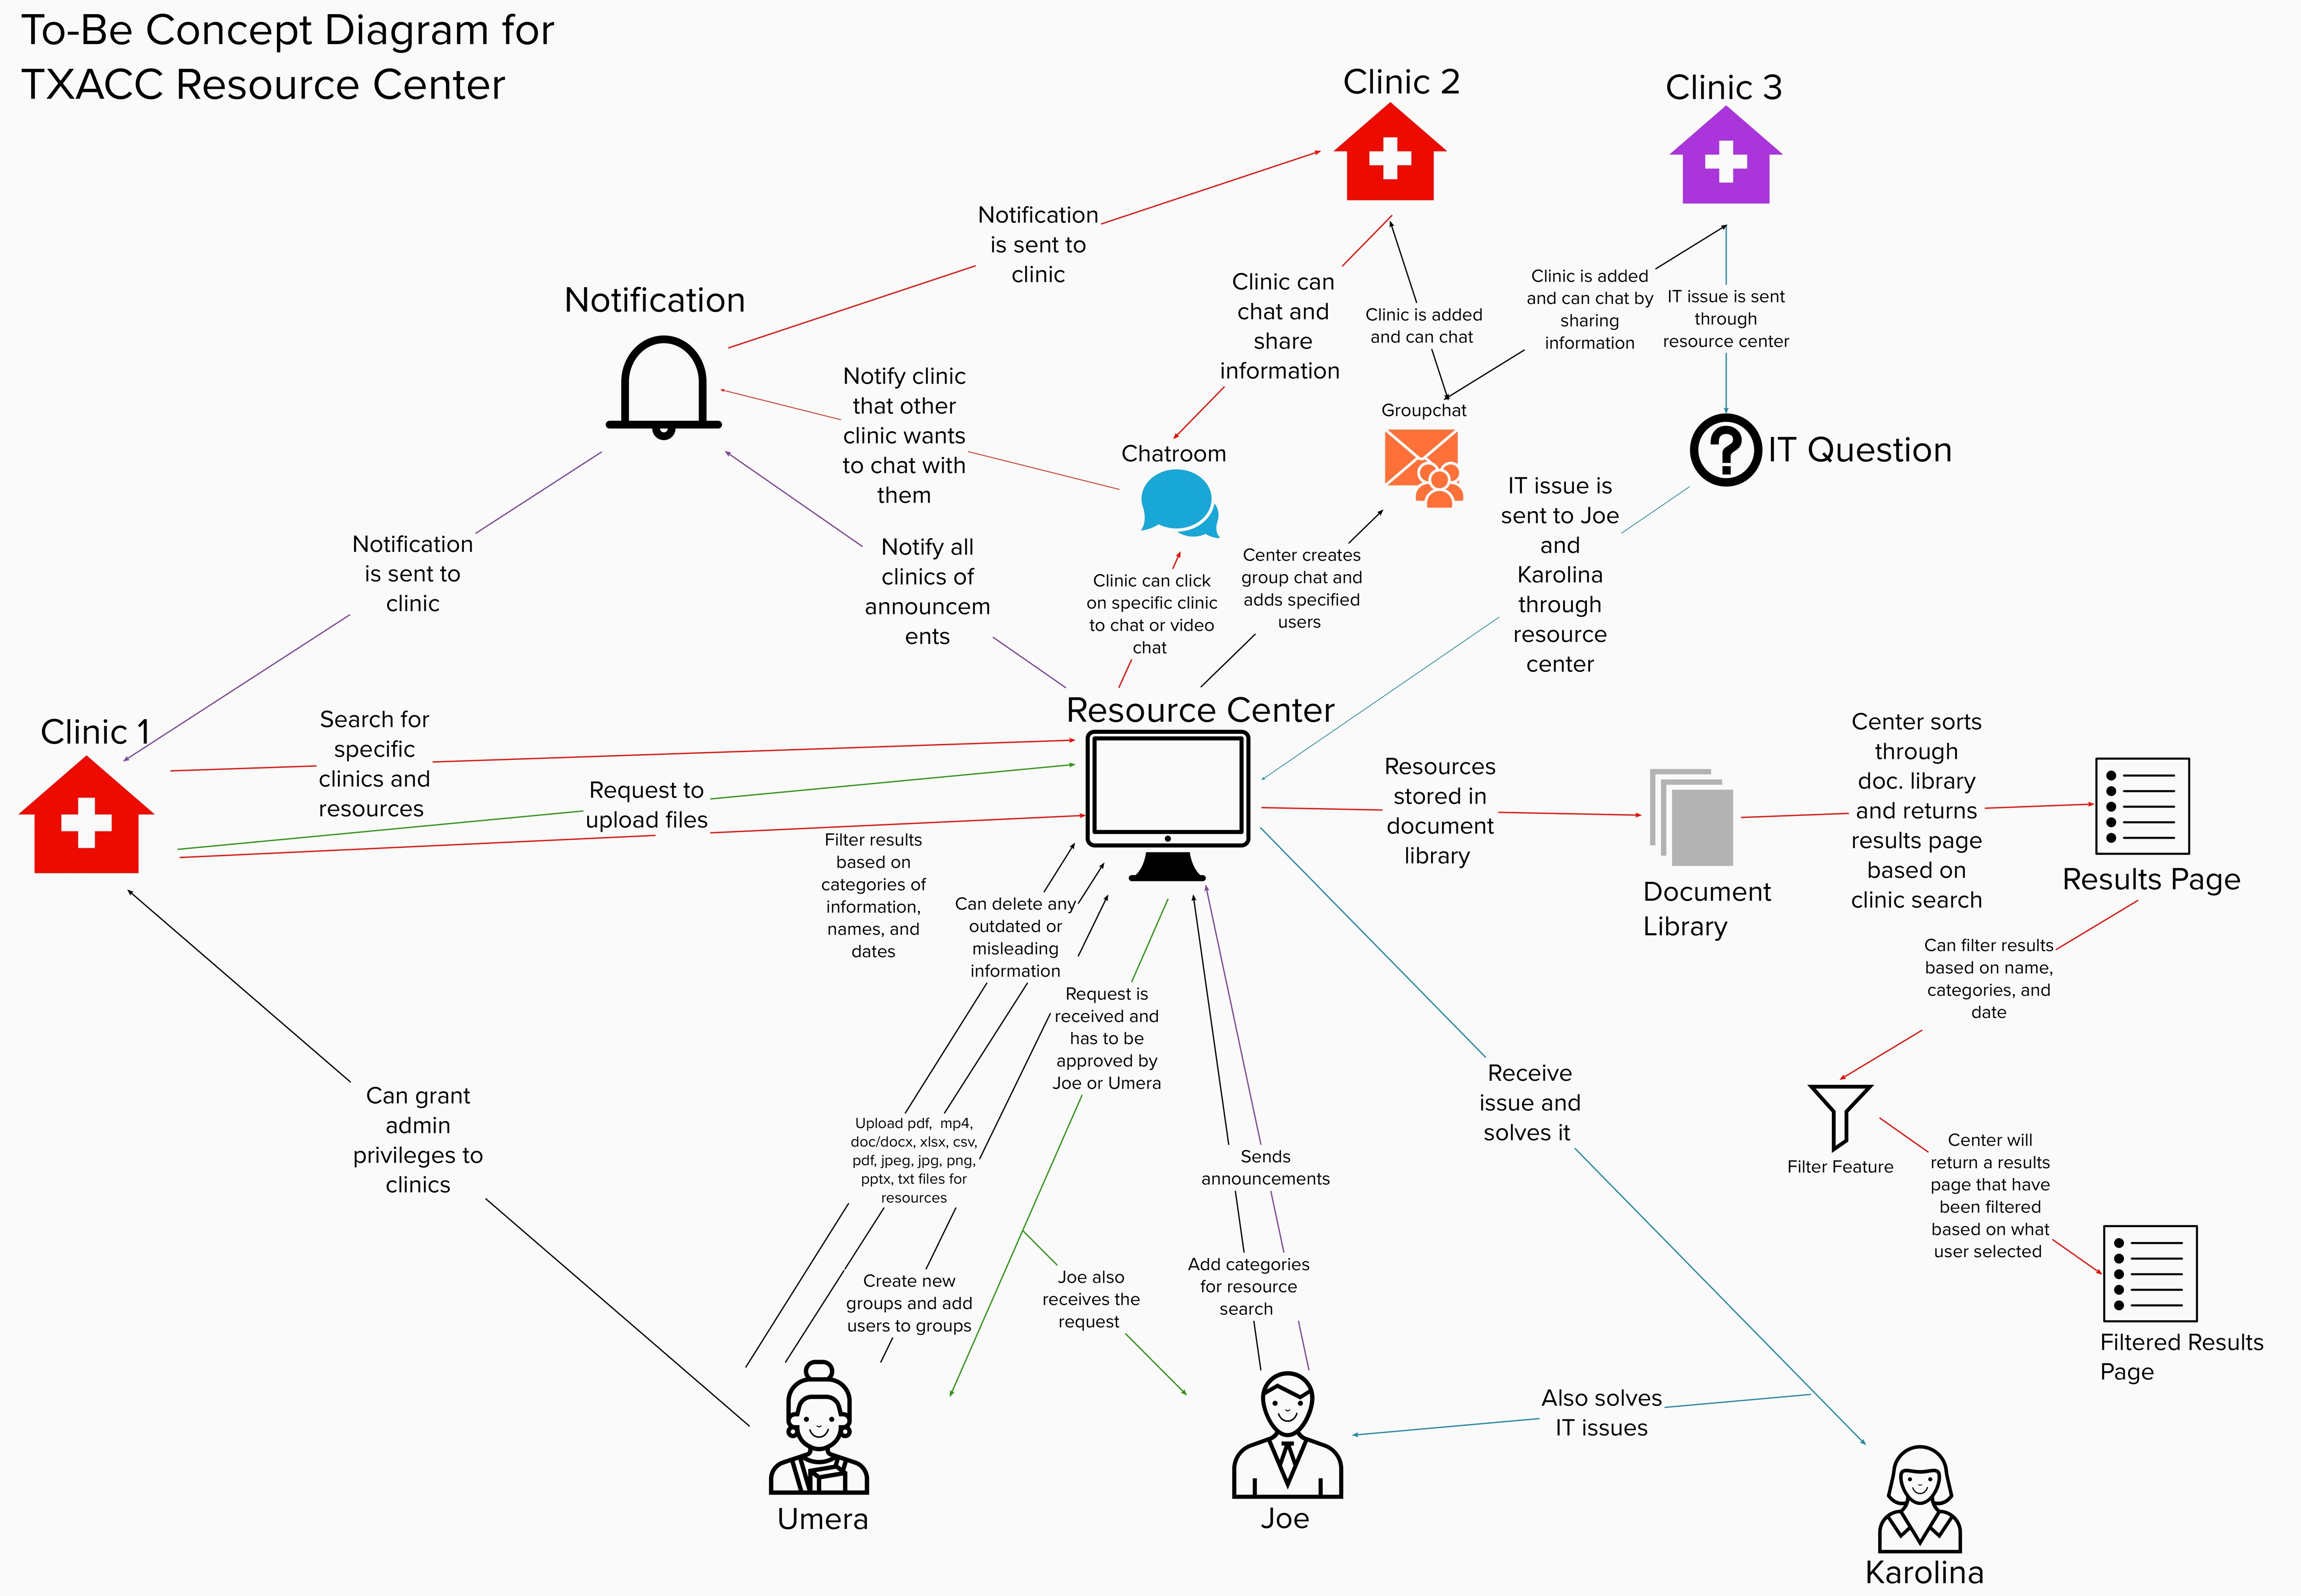 To-Be Concept Diagram for
TXACC Resource Center
Clinic 2
Clinic 3
Notification
is sent to
clinic
Notification
Clinic can
chat and
share
information
Clinic is added
and can chat
Clinic is added
and can chat by
sharing
information
IT issue is sent
through
resource center
Notify clinic
that other
clinic wants
to chat with
them
Chatroom
Groupchat
IT Question
Notification
is sent to
clinic
Notify all
clinics of
announcem
ents
Clinic can click
on specific clinic
to chat or video
chat
Center creates
group chat and
adds specified
users
IT issue is
sent to Joe
and
Karolina
through
resource
center
Resource Center
Clinic 1
Search for
specific
clinics and
resources
Request to
upload files
Filter results
based on
categories of
information,
names, and
dates
Resources
stored in
document
library
Document
Library
Center sorts
through
doc. library
and returns
results page
based on
clinic search
Results Page
Can filter results
based on name,
categories, and
date
Filter Feature
Center will
return a results
page that have
been filtered
based on what
user selected
Filtered Results
Page
Can delete any
outdated or
misleading
information
Request is
received and
has to be
approved by
Joe or Umera
Can grant
admin
privileges to
clinics
Upload pdf, mp4,
doc/docx, xlsx, csv,
pdf, jpeg, jpg, png,
pptx, txt files for
resources
Create new
groups and add
users to groups
Joe also
receives the
request
Sends
announcements
Add categories
for resource
search
Receive
issue and
solves it
Also solves
IT issues
Umera
Joe
Karolina